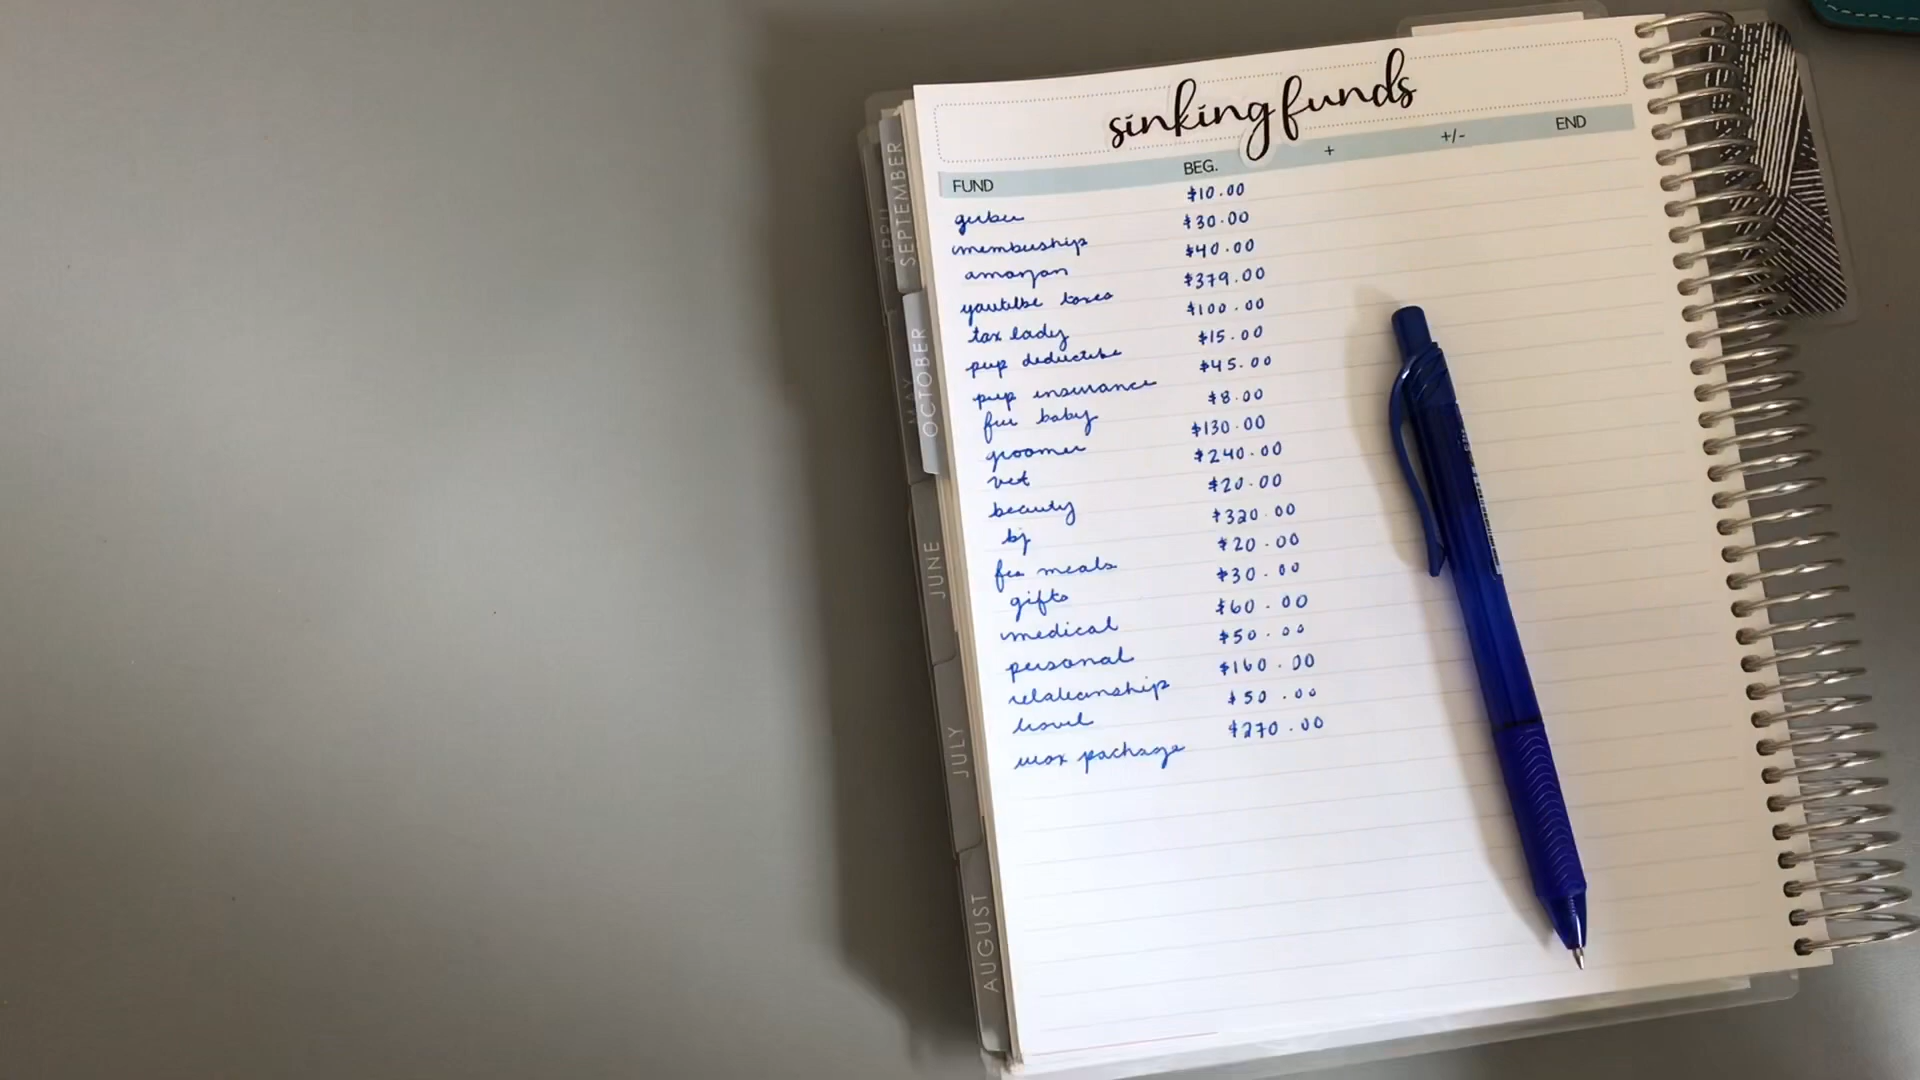 sinking funds
FUND BEG. + +/- END
$10.00
membership $30.00
amazon $40.00
youtube taxes $379.00
tax lady $100.00
pup deductible $15.00
pup insurance $45.00
fur baby $8.00
groomer $130.00
vet $240.00
beauty $20.00
bj $320.00
meals $20.00
gifts $30.00
medical $60.00
personal $50.00
relationship $160.00
travel $50.00
wax package $270.00
APRIL
SEPTEMBER
MAY
OCTOBER
JUNE
JULY
AUGUST